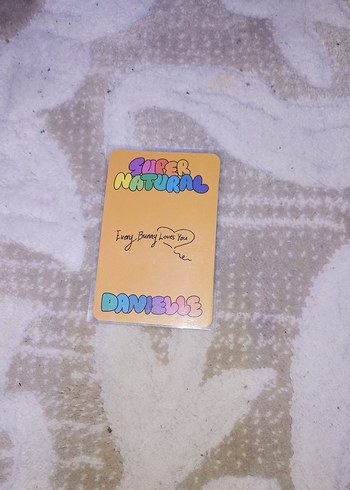 SUPER
NATURAL
Every Bunny Loves You
DANIELLE